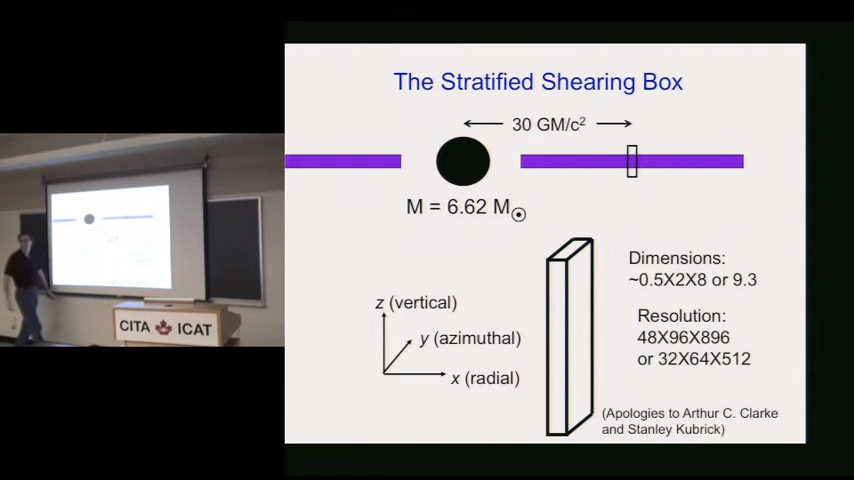 The Stratified Shearing Box
30 GM/c²
M = 6.62 M☉
Dimensions:
~0.5X2X8 or 9.3
z (vertical)
Resolution:
y (azimuthal)
48X96X896
or 32X64X512
x (radial)
(Apologies to Arthur C. Clarke
and Stanley Kubrick)
CITA ICAT